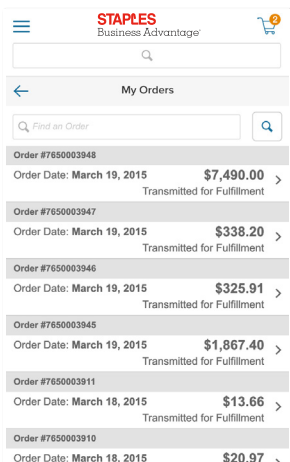 STAPLES
Business Advantage
2
My Orders
Find an Order
Order #7650003948
Order Date: March 19, 2015 $7,490.00
Transmitted for Fulfillment
Order #7650003947
Order Date: March 19, 2015 $338.20
Transmitted for Fulfillment
Order #7650003946
Order Date: March 19, 2015 $325.91
Transmitted for Fulfillment
Order #7650003945
Order Date: March 19, 2015 $1,867.40
Transmitted for Fulfillment
Order #7650003911
Order Date: March 18, 2015 $13.66
Transmitted for Fulfillment
Order #7650003910
Order Date: March 18, 2015 $20.97